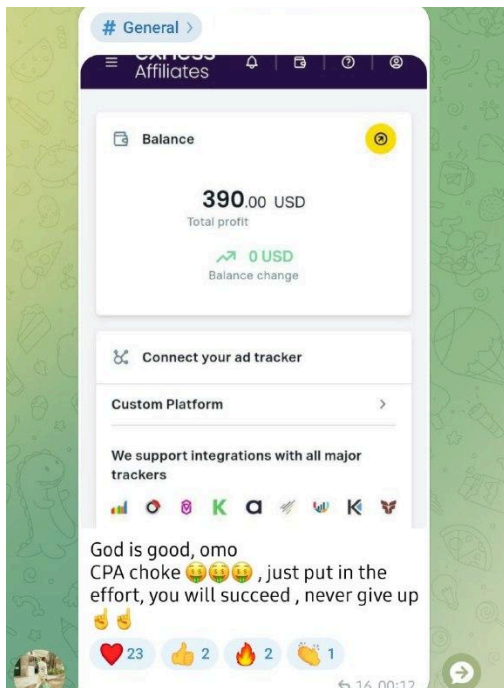 # General >
Affiliates
Balance
390.00 USD
Total profit
0 USD
Balance change
Connect your ad tracker
Custom Platform >
We support integrations with all major
trackers
God is good, omo
CPA choke 🤑🤑🤑 , just put in the
effort, you will succeed , never give up
☝️☝️
❤️ 23 👍 2 🔥 2 👏 1
16 00:12